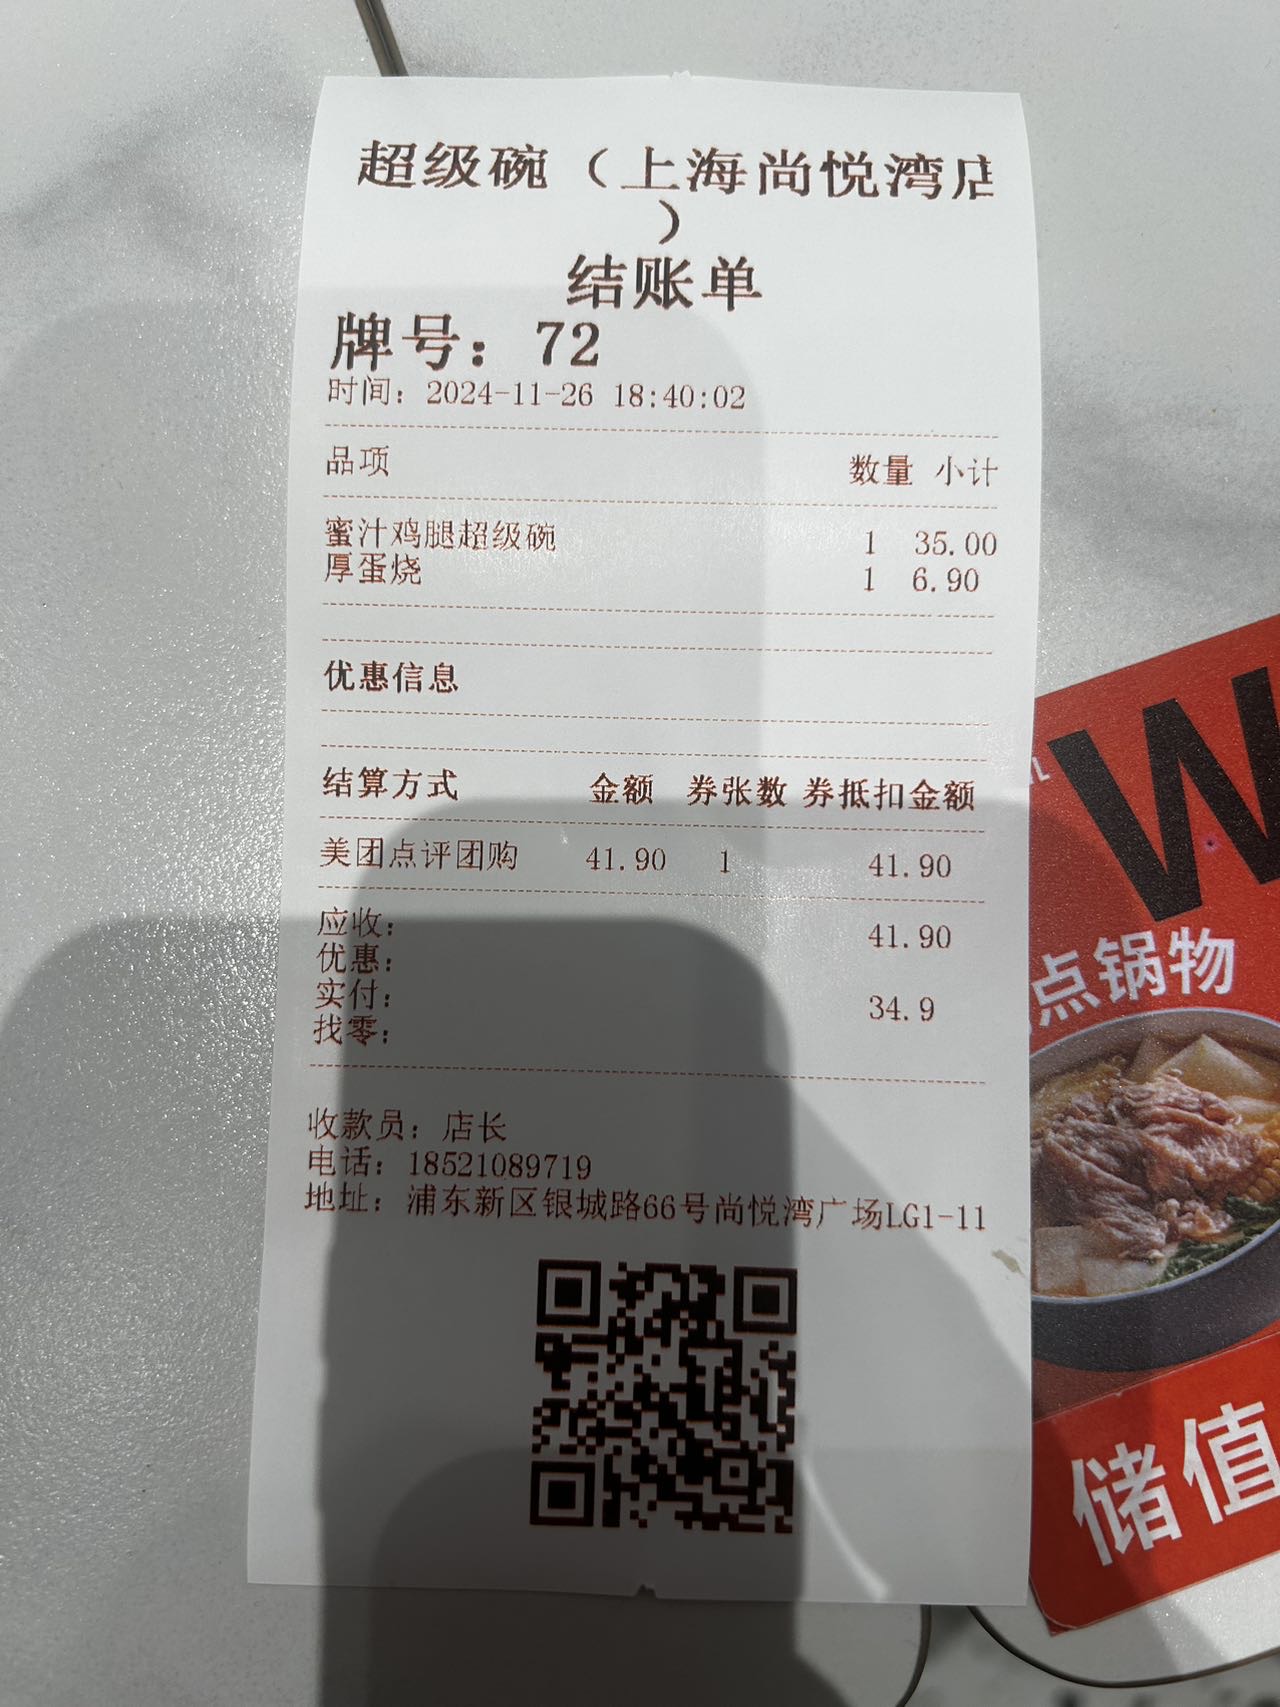 超级碗（上海尚悦湾店
）
结账单
牌号：72
时间：2024-11-26 18:40:02
品项 数量 小计
蜜汁鸡腿超级碗 1 35.00
厚蛋烧 1 6.90
优惠信息
结算方式 金额 券张数 券抵扣金额
美团点评团购 41.90 1 41.90
应收： 41.90
优惠：
实付： 34.9
找零：
收款员：店长
电话：18521089719
地址：浦东新区银城路66号尚悦湾广场LG1-11
W
点锅物
储值